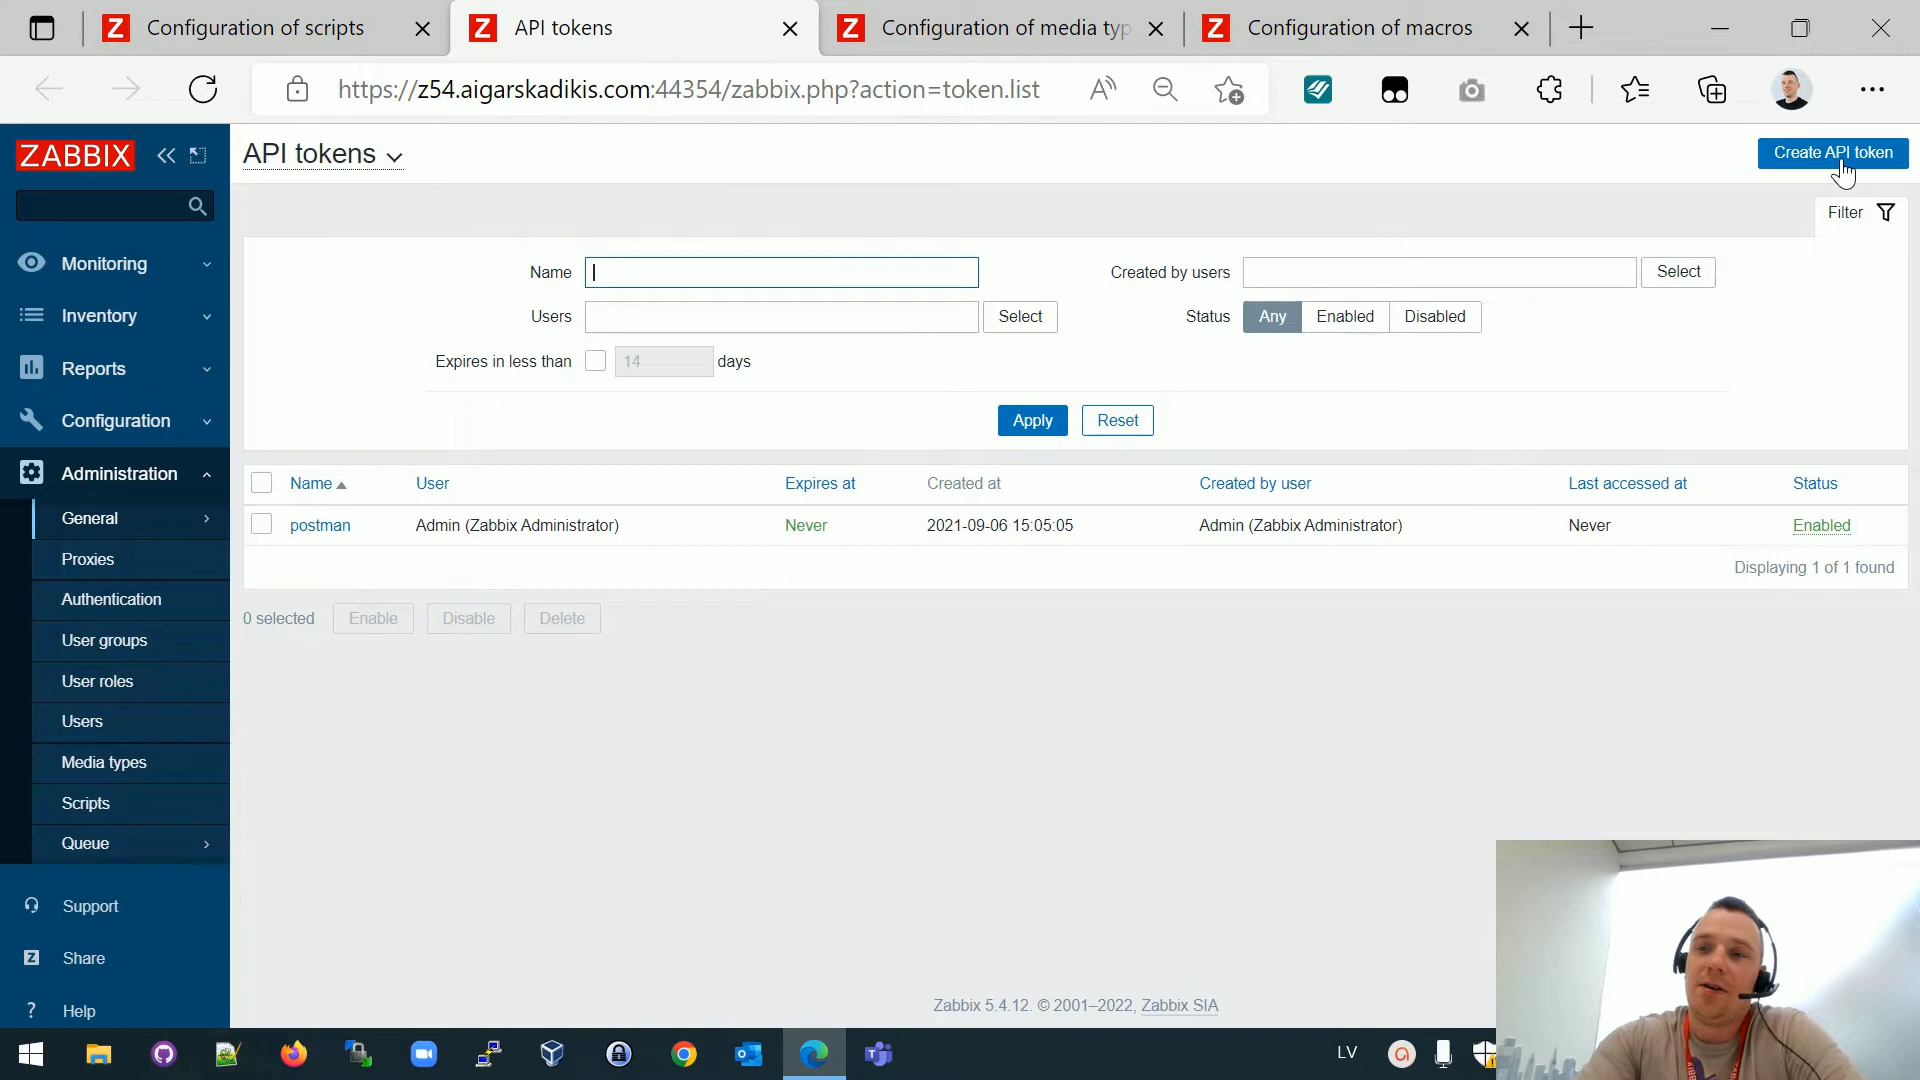 Configuration of scripts
API tokens
Configuration of media typ
Configuration of macros
https://z54.aigarskadikis.com:44354/zabbix.php?action=token.list
ZABBIX
API tokens
Create API token
Filter
Monitoring
Inventory
Reports
Configuration
Administration
General
Proxies
Authentication
User groups
User roles
Users
Media types
Scripts
Queue
Support
Share
Help
Name
Created by users
Select
Users
Select
Status
Any
Enabled
Disabled
Expires in less than
14
days
Apply
Reset
Name
User
Expires at
Created at
Created by user
Last accessed at
Status
postman
Admin (Zabbix Administrator)
Never
2021-09-06 15:05:05
Admin (Zabbix Administrator)
Never
Enabled
Displaying 1 of 1 found
0 selected
Enable
Disable
Delete
Zabbix 5.4.12. © 2001–2022, Zabbix SIA
LV